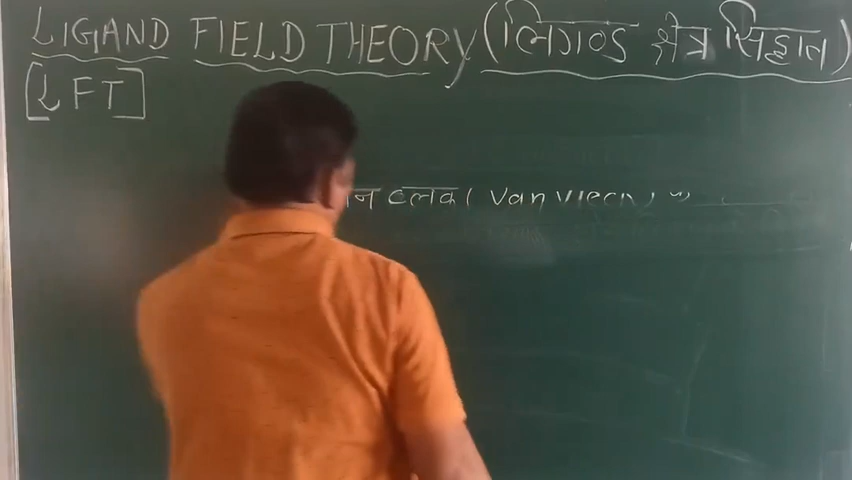 LIGAND FIELD THEORY (लिगण्ड क्षेत्र सिद्धान्त)
[LFT]
न व्लेक ( Van Vleck ) ने